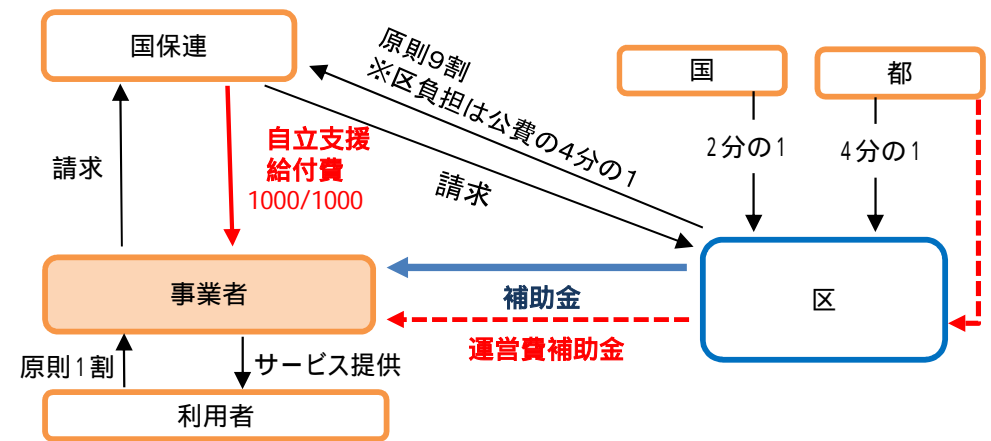 国保連
原則9割
※区負担は公費の4分の1
国
都
自立支援
給付費
1000/1000
請求
請求
2分の1
4分の1
事業者
補助金
区
運営費補助金
原則1割
サービス提供
利用者